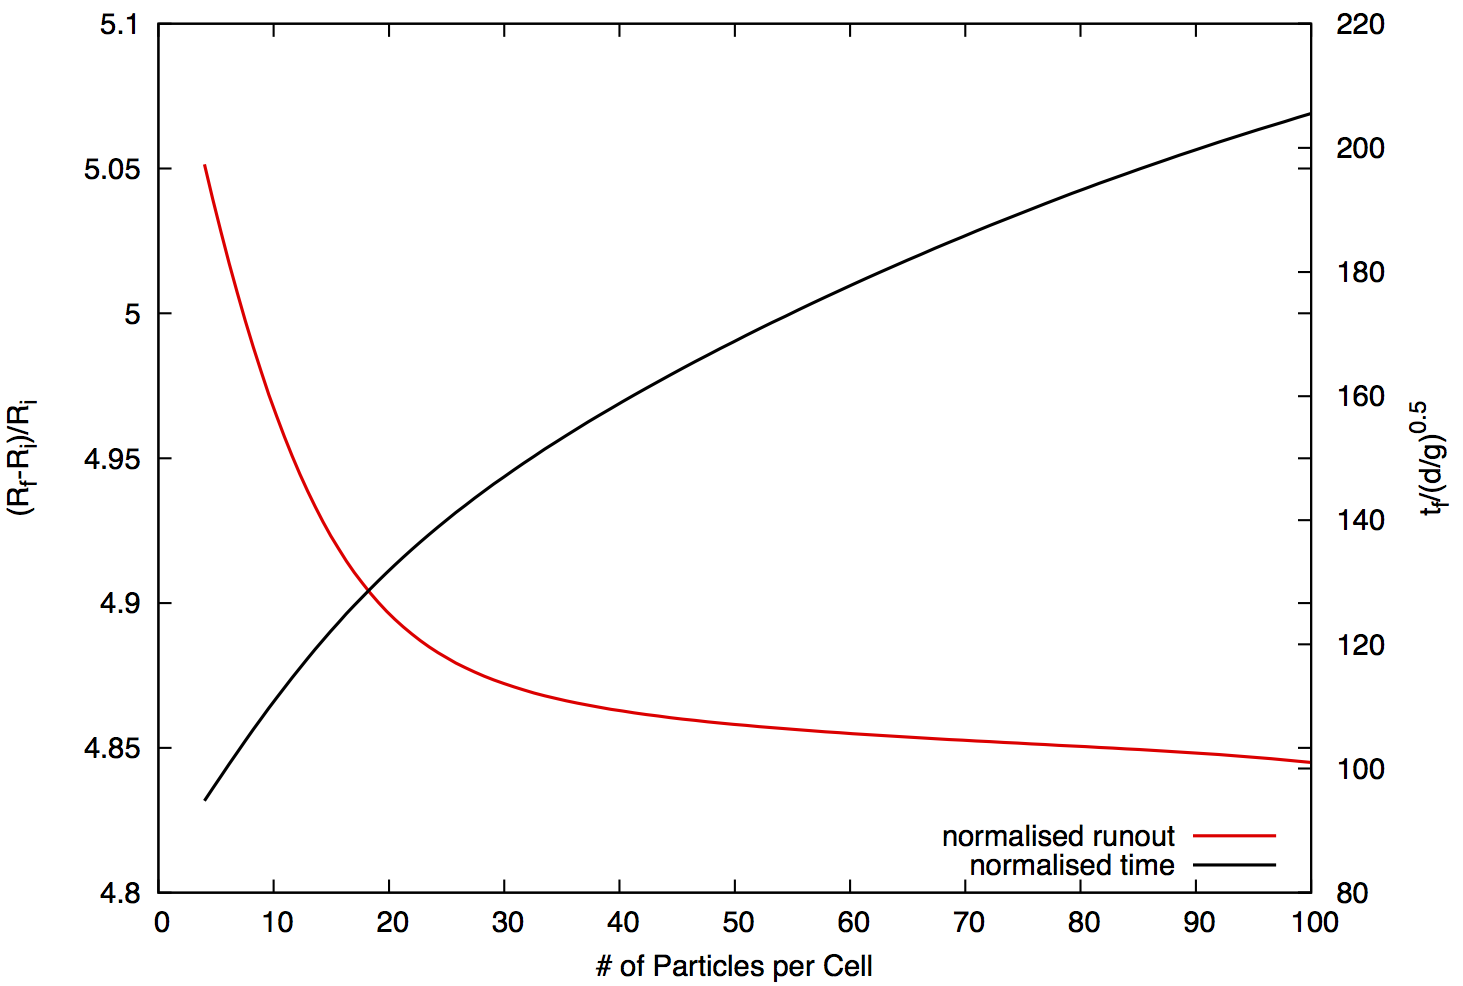 5.1
5.05
5
4.95
4.9
4.85
4.8
(Rf-Ri)/Ri
220
200
180
160
140
120
100
80
tf/(d/g)^0.5
normalised runout
normalised time
0 10 20 30 40 50 60 70 80 90 100
# of Particles per Cell